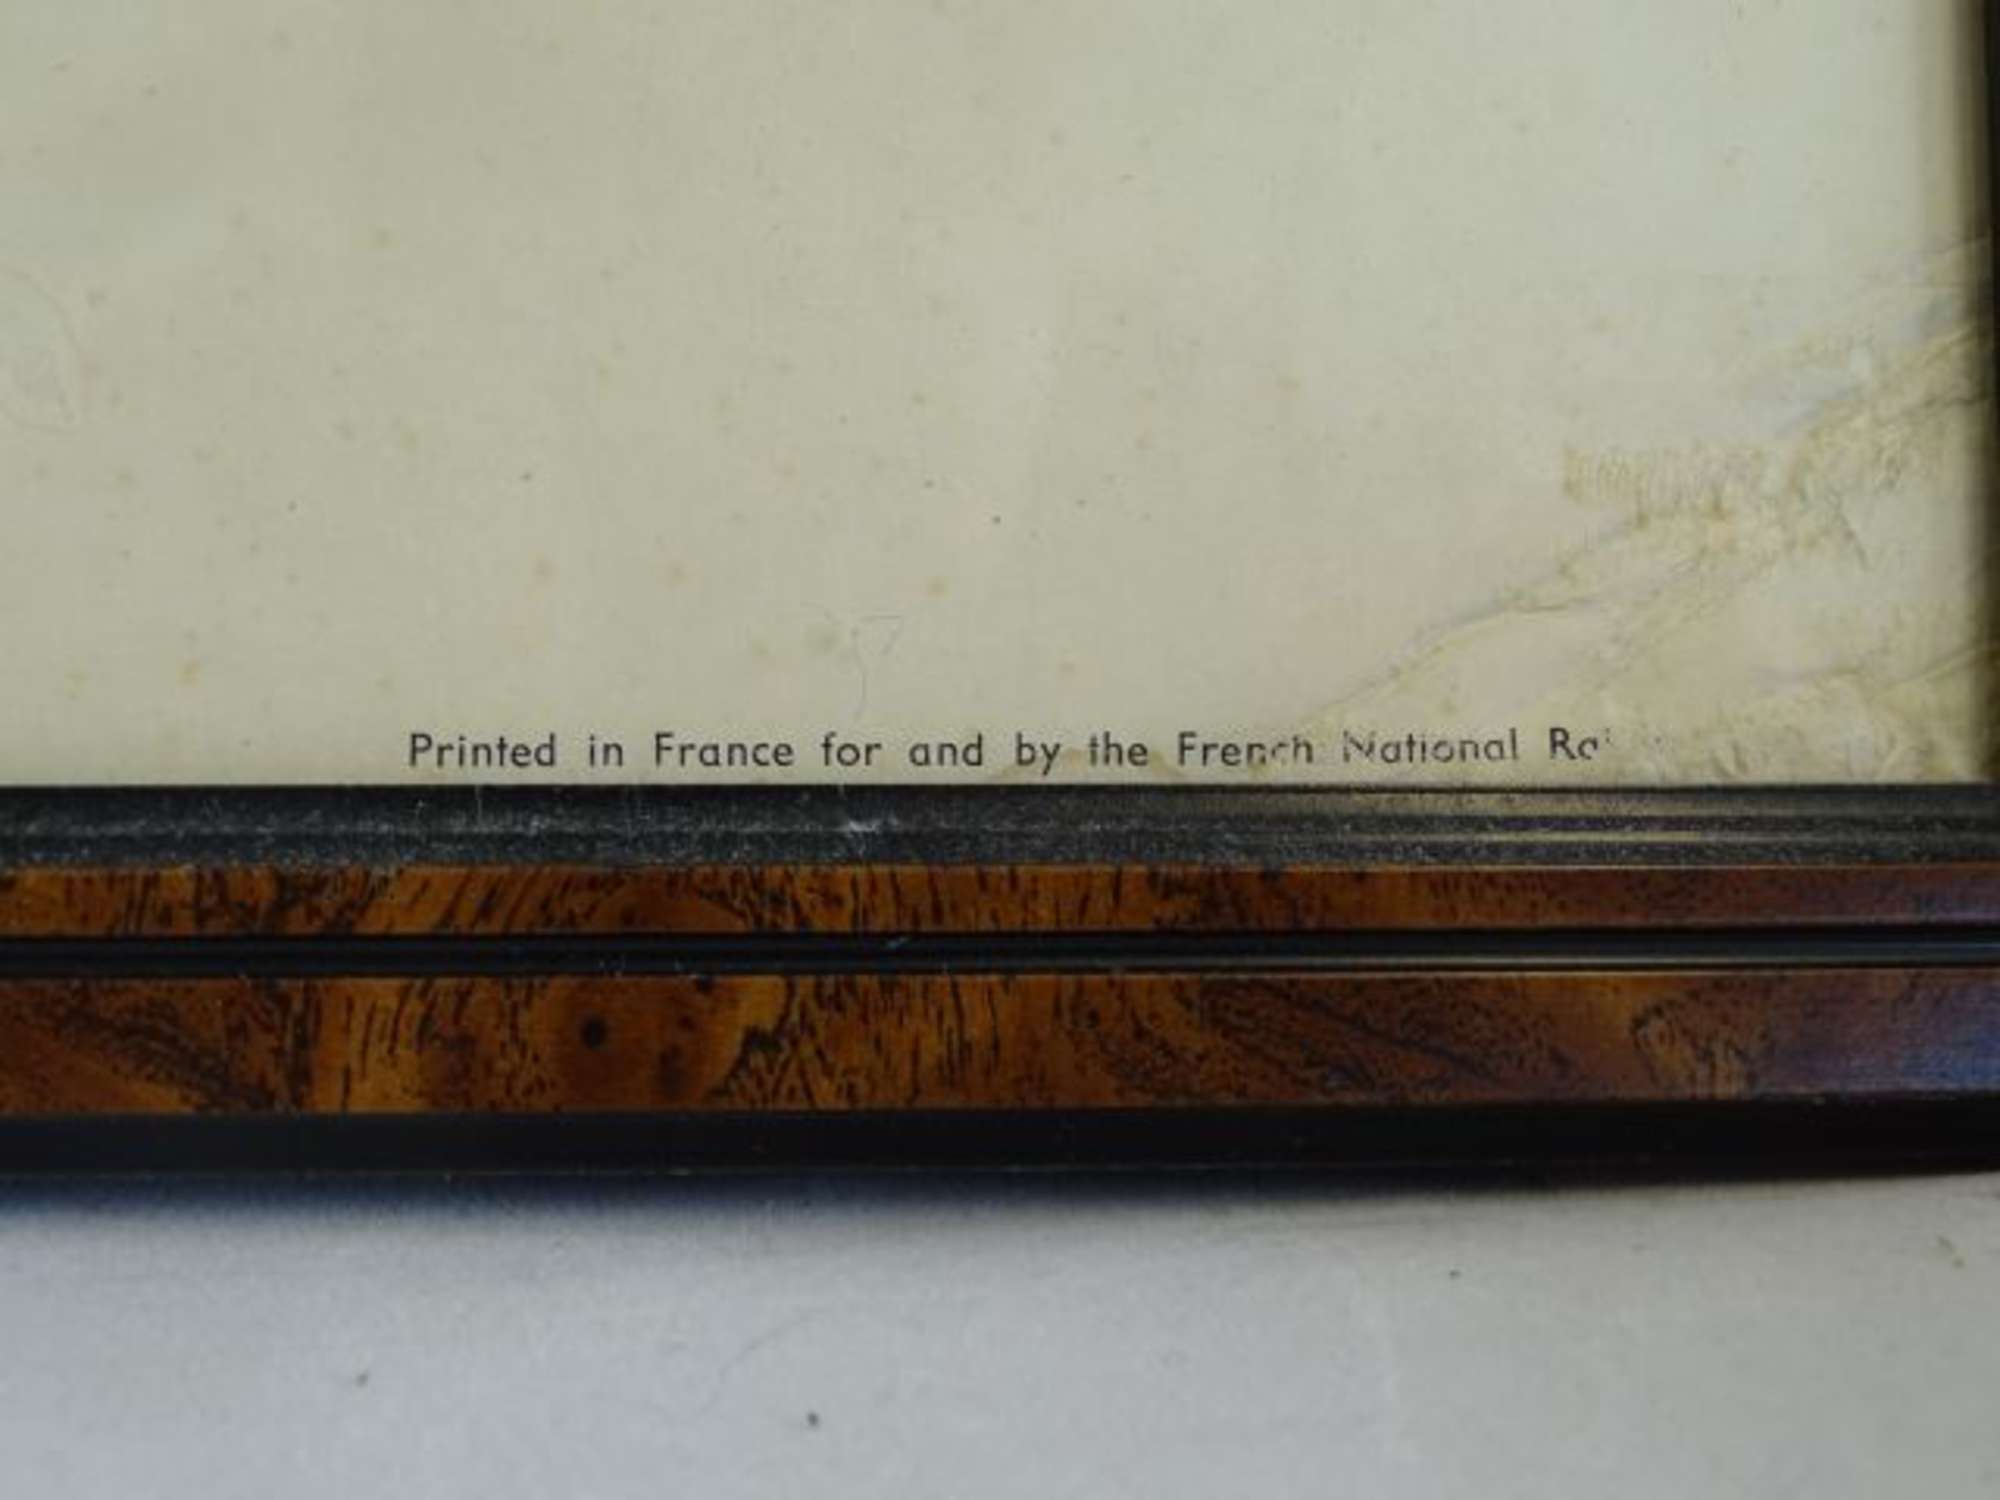 Printed in France for and by the French National